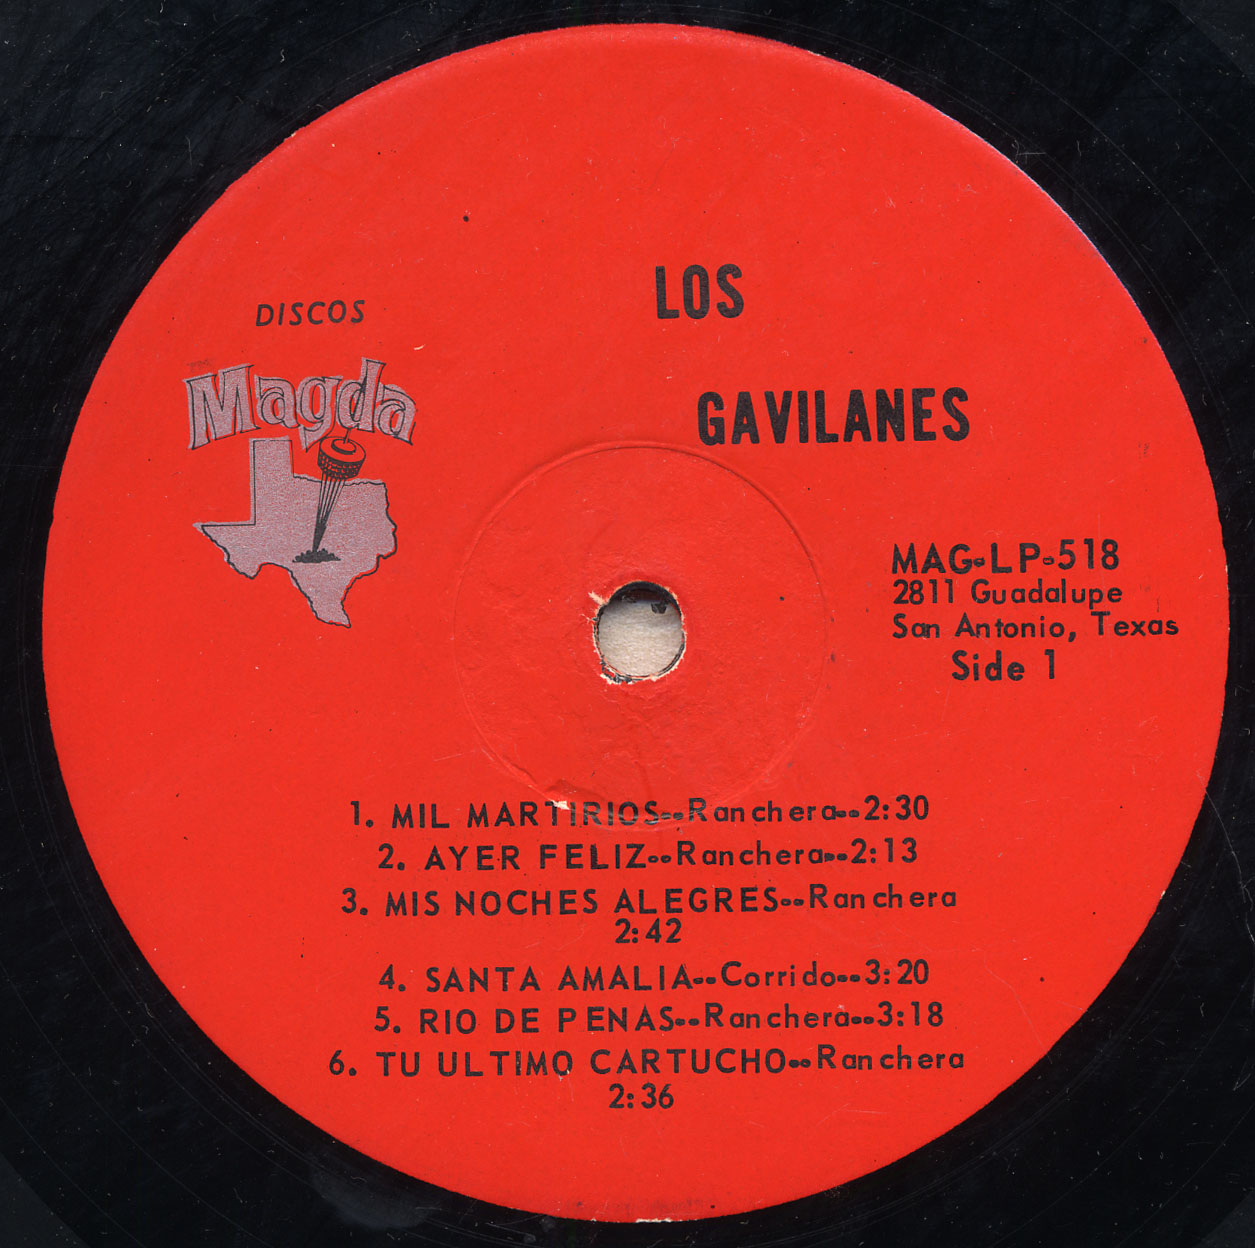 DISCOS
Magda
LOS
GAVILANES
MAG-LP-518
2811 Guadalupe
San Antonio, Texas
Side 1
1. MIL MARTIRIOS--Ranchera--2:30
2. AYER FELIZ--Ranchera--2:13
3. MIS NOCHES ALEGRES--Ranchera
2:42
4. SANTA AMALIA--Corrido--3:20
5. RIO DE PENAS--Ranchera--3:18
6. TU ULTIMO CARTUCHO--Ranchera
2:36